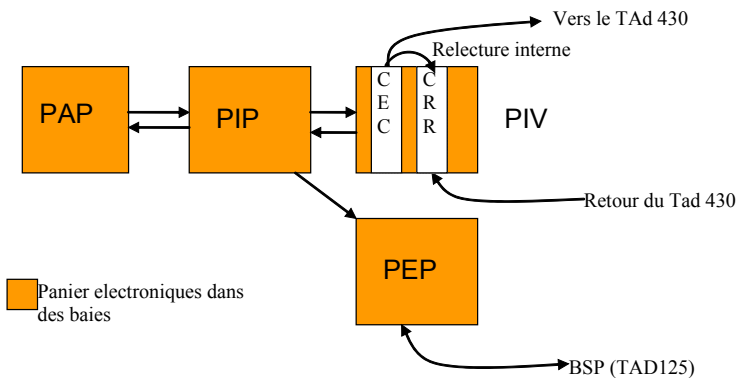 Vers le TAd 430
Relecture interne
PAP
PIP
C
E
C
C
R
R
PIV
Retour du Tad 430
PEP
Panier electroniques dans
des baies
BSP (TAD125)